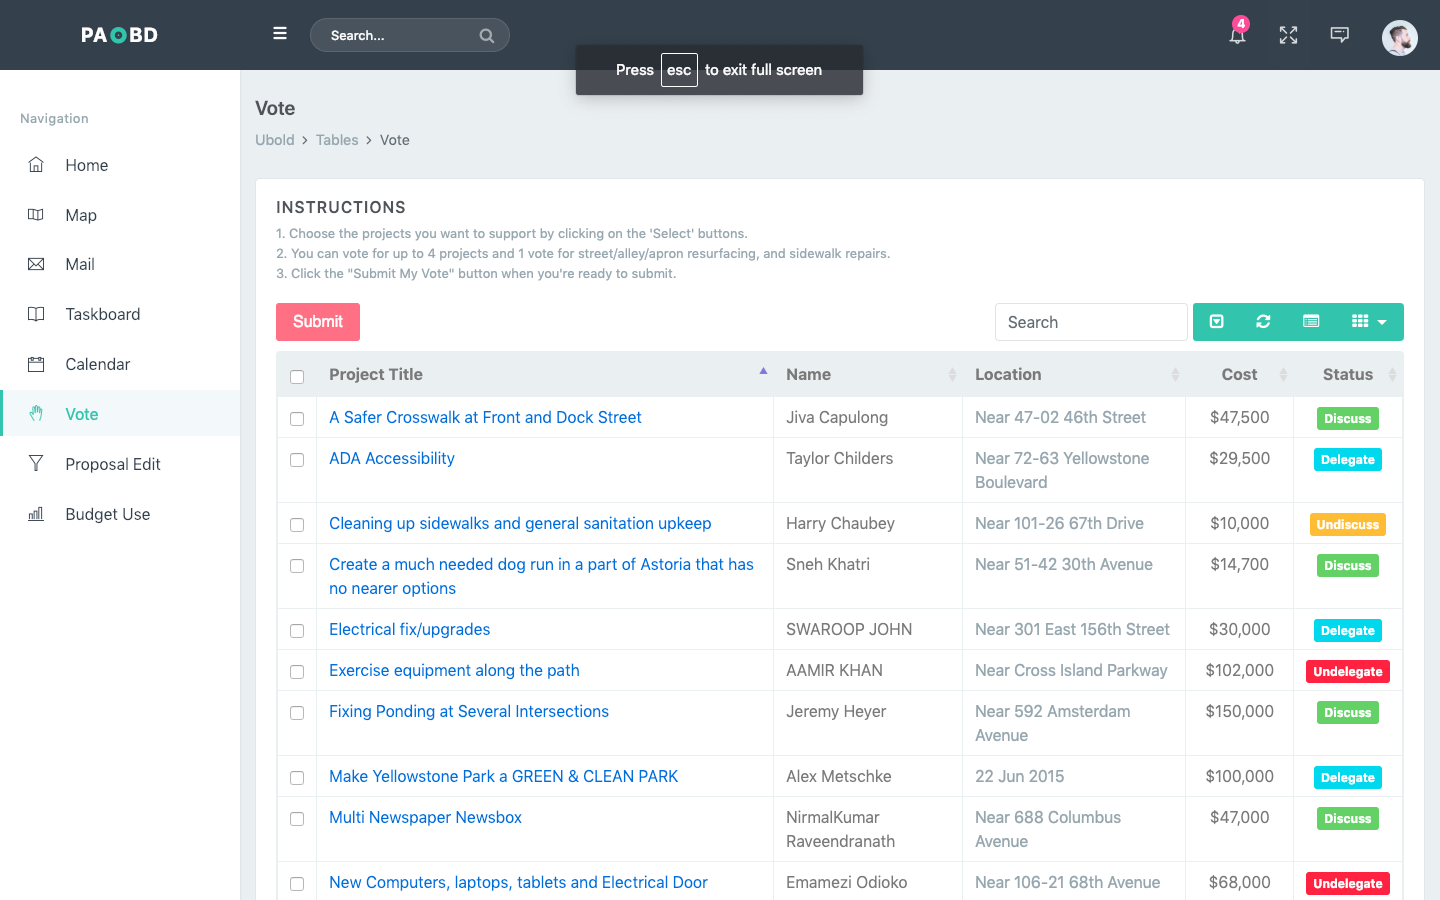 PAOBD
Search...
4
Press esc to exit full screen
Navigation
Home
Map
Mail
Taskboard
Calendar
Vote
Proposal Edit
Budget Use
Vote
Ubold > Tables > Vote
INSTRUCTIONS
1. Choose the projects you want to support by clicking on the 'Select' buttons.
2. You can vote for up to 4 projects and 1 vote for street/alley/apron resurfacing, and sidewalk repairs.
3. Click the "Submit My Vote" button when you're ready to submit.
Submit
Search
Project Title Name Location Cost Status
A Safer Crosswalk at Front and Dock Street Jiva Capulong Near 47-02 46th Street $47,500 Discuss
ADA Accessibility Taylor Childers Near 72-63 Yellowstone $29,500 Delegate
Boulevard
Cleaning up sidewalks and general sanitation upkeep Harry Chaubey Near 101-26 67th Drive $10,000 Undiscuss
Create a much needed dog run in a part of Astoria that has Sneh Khatri Near 51-42 30th Avenue $14,700 Discuss
no nearer options
Electrical fix/upgrades SWAROOP JOHN Near 301 East 156th Street $30,000 Delegate
Exercise equipment along the path AAMIR KHAN Near Cross Island Parkway $102,000 Undelegate
Fixing Ponding at Several Intersections Jeremy Heyer Near 592 Amsterdam $150,000 Discuss
Avenue
Make Yellowstone Park a GREEN & CLEAN PARK Alex Metschke 22 Jun 2015 $100,000 Delegate
Multi Newspaper Newsbox NirmalKumar Near 688 Columbus $47,000 Discuss
Raveendranath Avenue
New Computers, laptops, tablets and Electrical Door Emamezi Odioko Near 106-21 68th Avenue $68,000 Undelegate